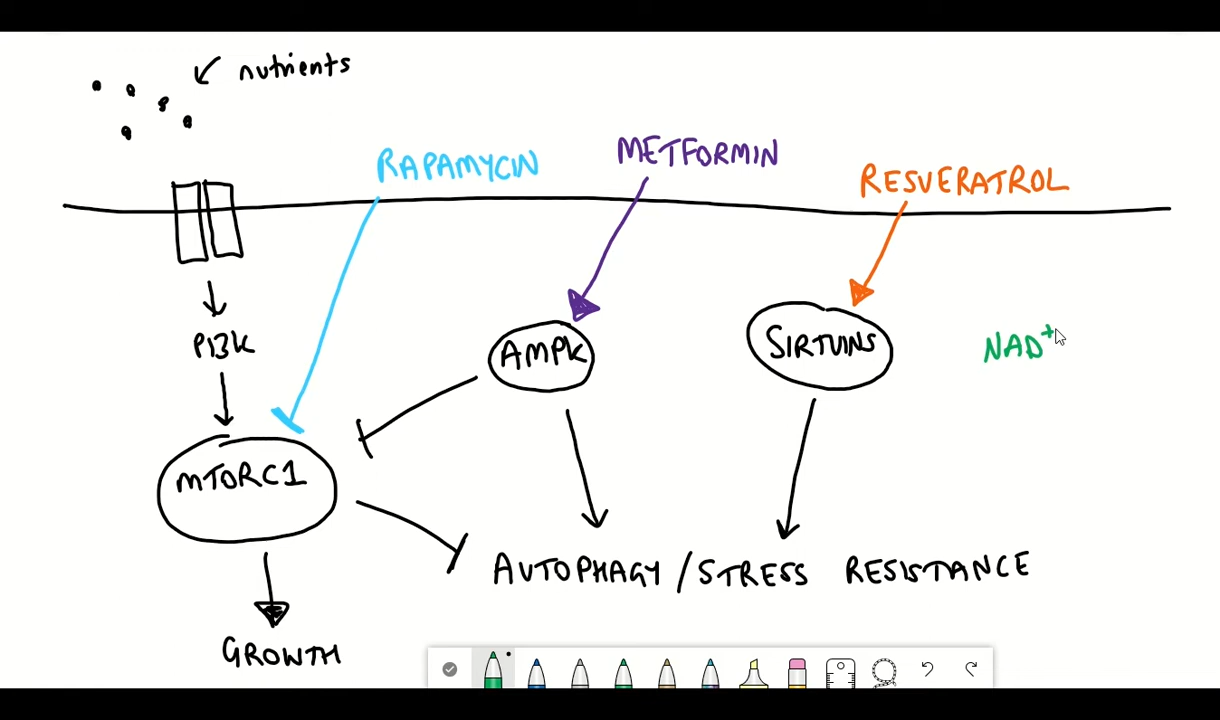 nutrients
RAPAMYCIN
METFORMIN
RESVERATROL
PI3K
AMPK
SIRTUINS
NAD+
mTORC1
AUTOPHAGY / STRESS RESISTANCE
GROWTH